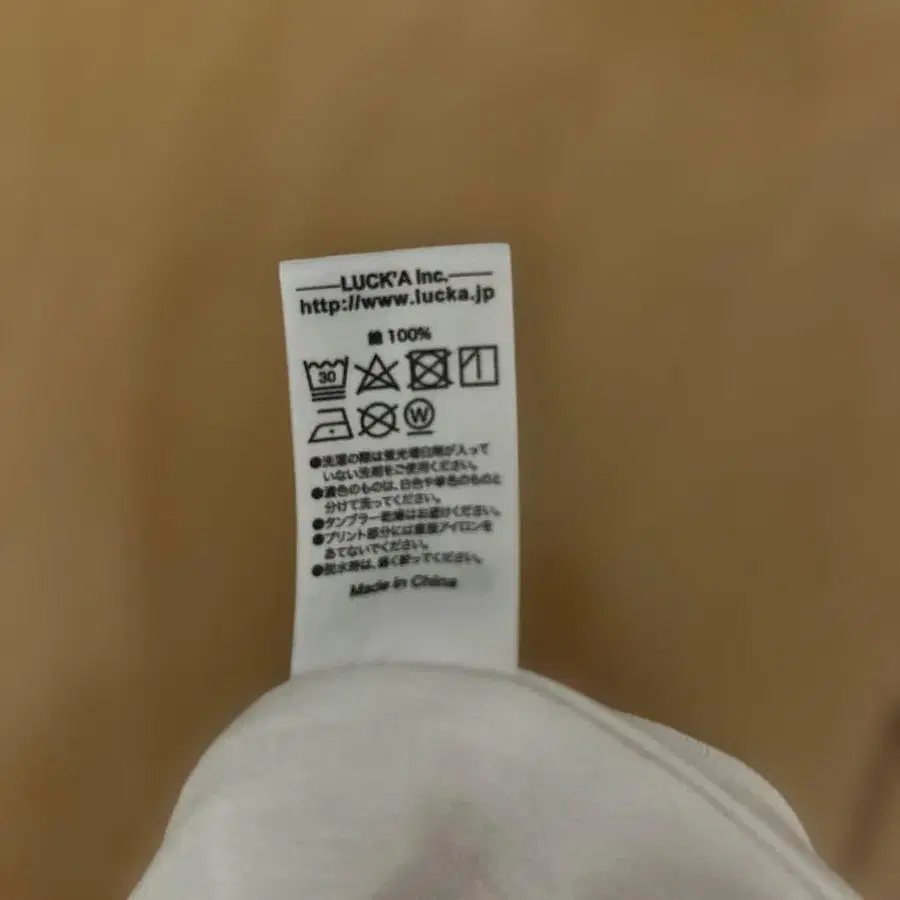 LUCK'A Inc.
http://www.lucka.jp
綿 100%
30
W
●洗濯の際は蛍光増白剤が入って
いない洗剤をご使用ください。
●濃色のものは、白色や単色のものと
分けて洗ってください。
●タンブラー乾燥はお避けください。
●プリント部分には直接アイロンを
あてないでください。
●脱水時は、弱く絞ってください。
Made in China